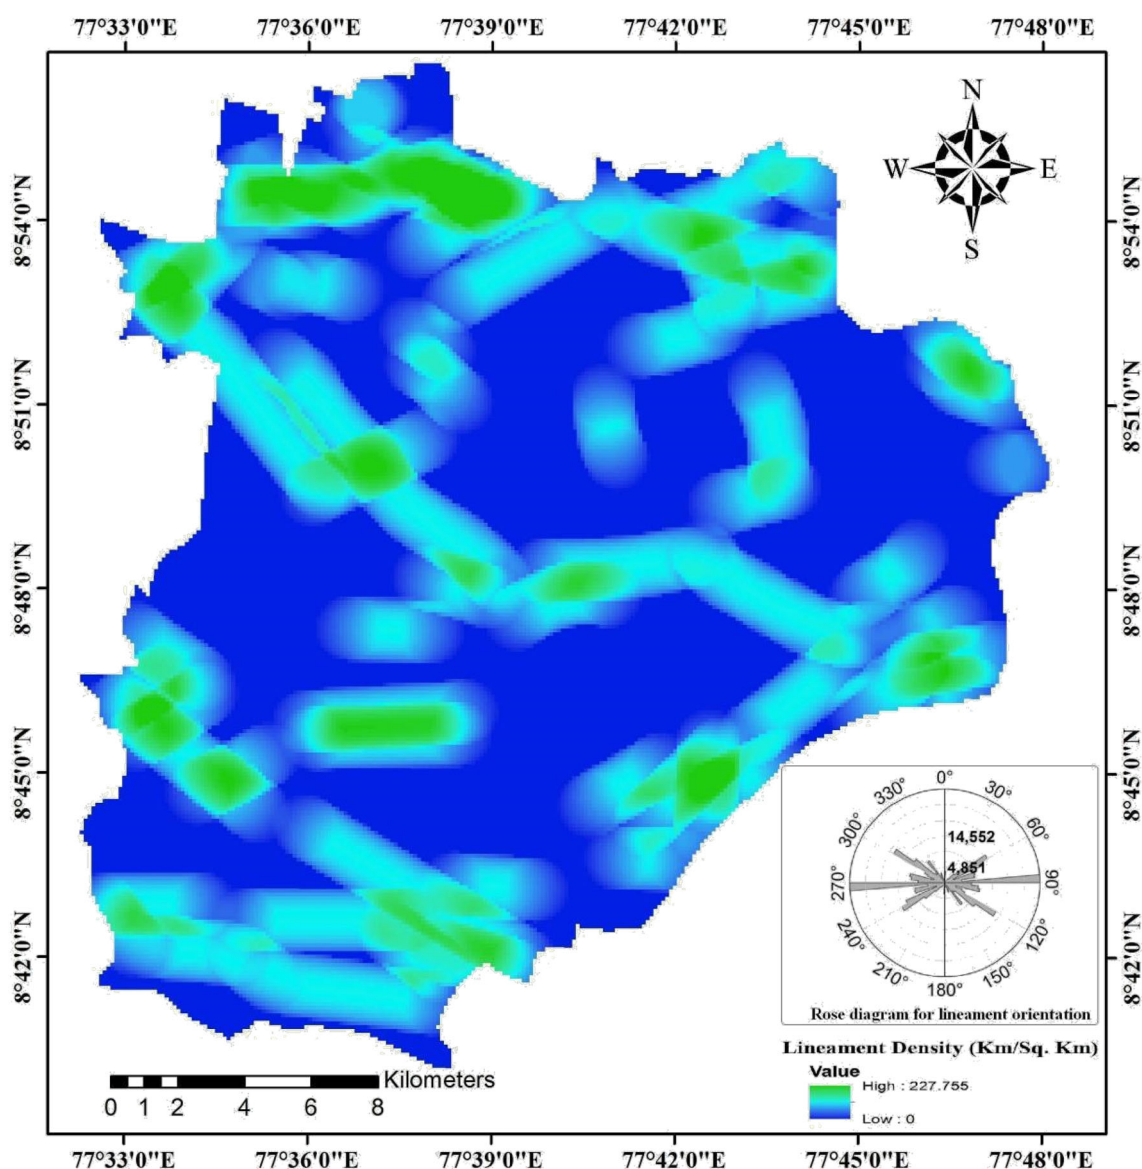 77°33'0"E 77°36'0"E 77°39'0"E 77°42'0"E 77°45'0"E 77°48'0"E
N
W E
S
8°54'0"N 8°54'0"N
8°51'0"N 8°51'0"N
8°48'0"N 8°48'0"N
8°45'0"N 8°45'0"N
8°42'0"N 8°42'0"N
0°
330° 30°
300° 60°
14,552
4,851
270° 90°
240° 120°
210° 150°
180°
Rose diagram for lineament orientation
Lineament Density (Km/Sq. Km)
Value
High : 227.755
Low : 0
Kilometers
0 1 2 4 6 8
77°33'0"E 77°36'0"E 77°39'0"E 77°42'0"E 77°45'0"E 77°48'0"E